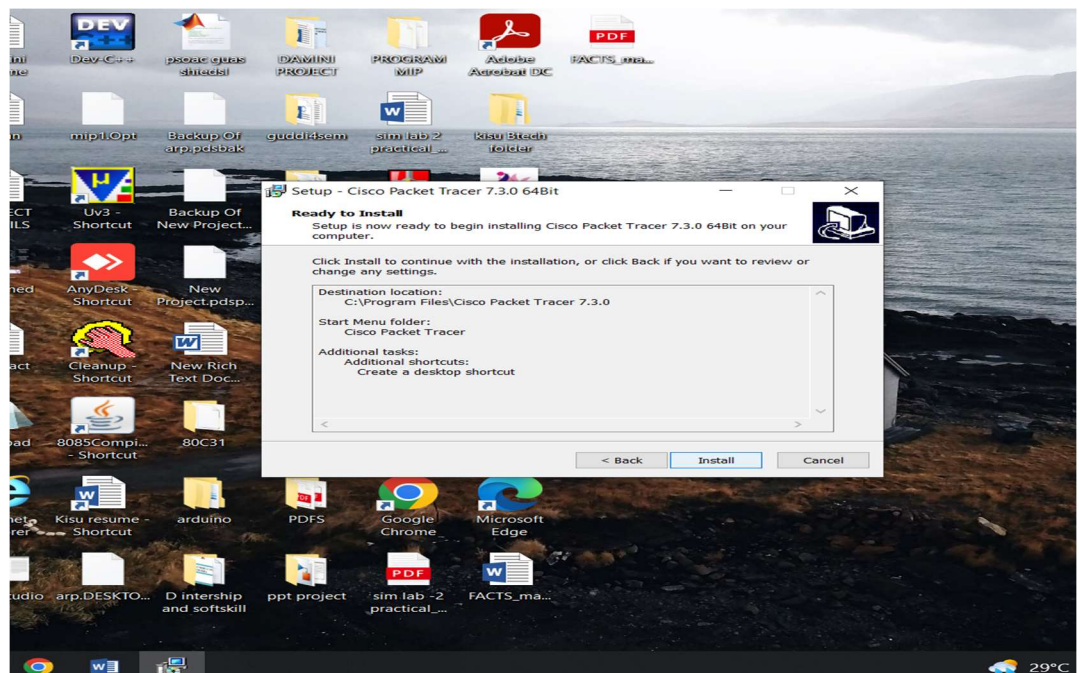 DEV
C++
PDF
Dev-C++
psoac guas
shiedsl
DAMINI
PROJECT
PROGRAM
MIP
Adobe
Acrobat DC
FACTS_ma...
mip1.Opt
Backup Of
arp.pdsbak
guddi4sem
sim lab 2
practical_...
kisu Btech
folder
Setup - Cisco Packet Tracer 7.3.0 64Bit
Ready to Install
Setup is now ready to begin installing Cisco Packet Tracer 7.3.0 64Bit on your
computer.
Click Install to continue with the installation, or click Back if you want to review or
change any settings.
Destination location:
C:\Program Files\Cisco Packet Tracer 7.3.0
Start Menu folder:
Cisco Packet Tracer
Additional tasks:
Additional shortcuts:
Create a desktop shortcut
< Back
Install
Cancel
ECT
ILS
Uv3 -
Shortcut
Backup Of
New Project...
AnyDesk -
Shortcut
New
Project.pdsp...
act
Cleanup -
Shortcut
New Rich
Text Doc...
8085Compi...
- Shortcut
80C31
Kisu resume -
Shortcut
arduino
PDFS
Google
Chrome
Microsoft
Edge
PDF
udio
arp.DESKTO...
D intership
and softskill
ppt project
sim lab -2
practical_...
FACTS_ma...
29°C